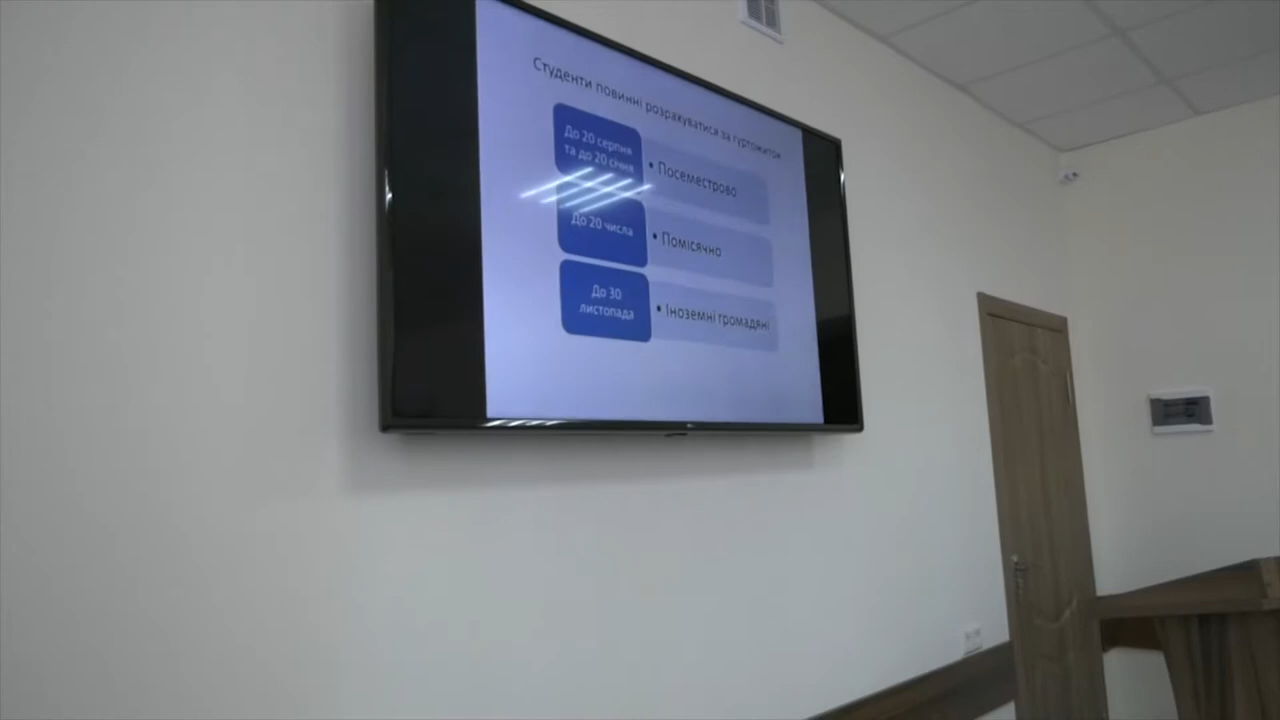 Студенти повинні розрахуватися за гуртожиток
До 20 серпня
та до 20 січня
• Посеместрово
До 20 числа
• Помісячно
До 30
листопада
• Іноземні громадяни